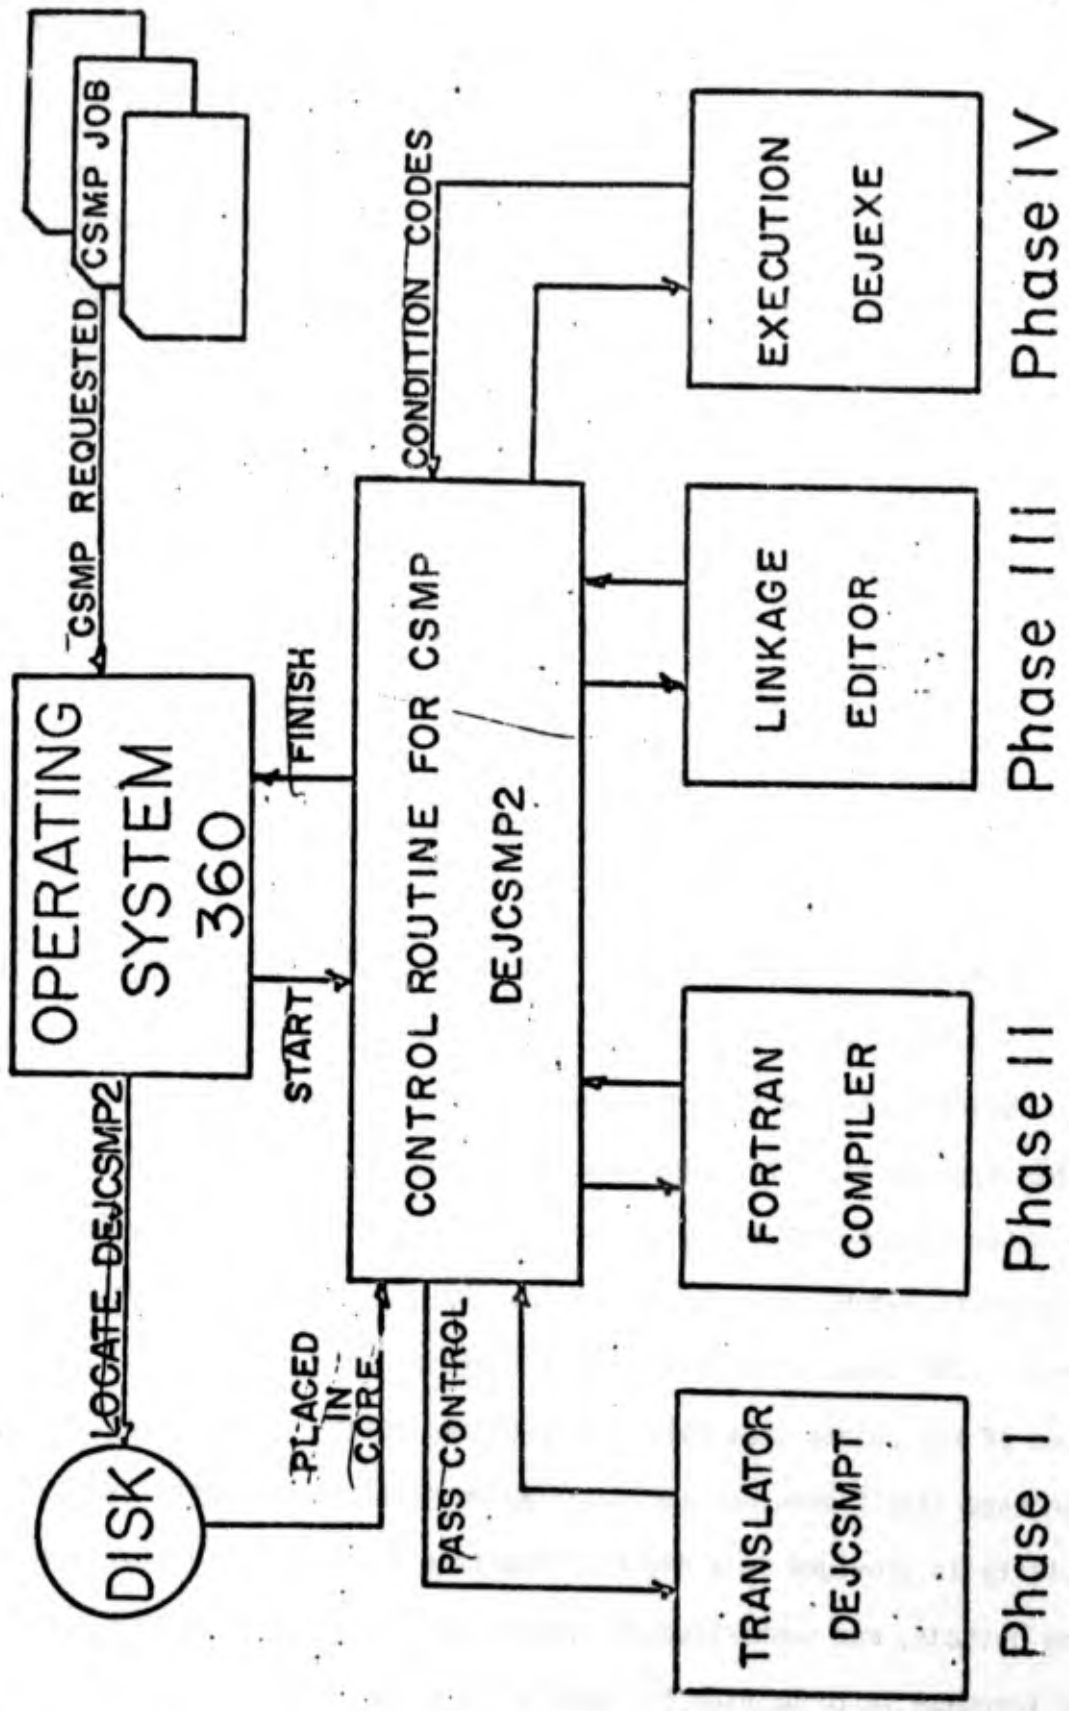 DISK
LOCATE DEJCSMP2
OPERATING
SYSTEM
360
CSMP REQUESTED
CSMP JOB
PLACED
IN
CORE
START
FINISH
PASS CONTROL
CONTROL ROUTINE FOR CSMP
DEJCSMP2
CONDITION CODES
TRANSLATOR
DEJCSMPT
FORTRAN
COMPILER
LINKAGE
EDITOR
EXECUTION
DEJEXE
Phase I
Phase II
Phase III
Phase IV